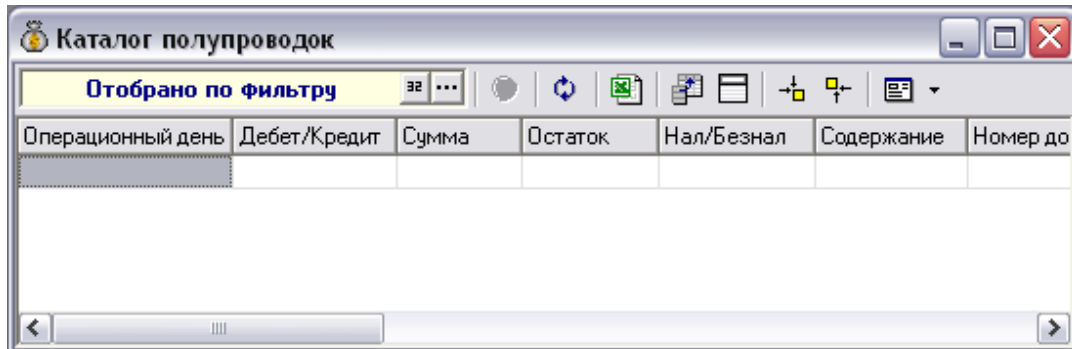 Каталог полупроводок
Отобрано по фильтру
Операционный день Дебет/Кредит Сумма Остаток Нал/Безнал Содержание Номер до